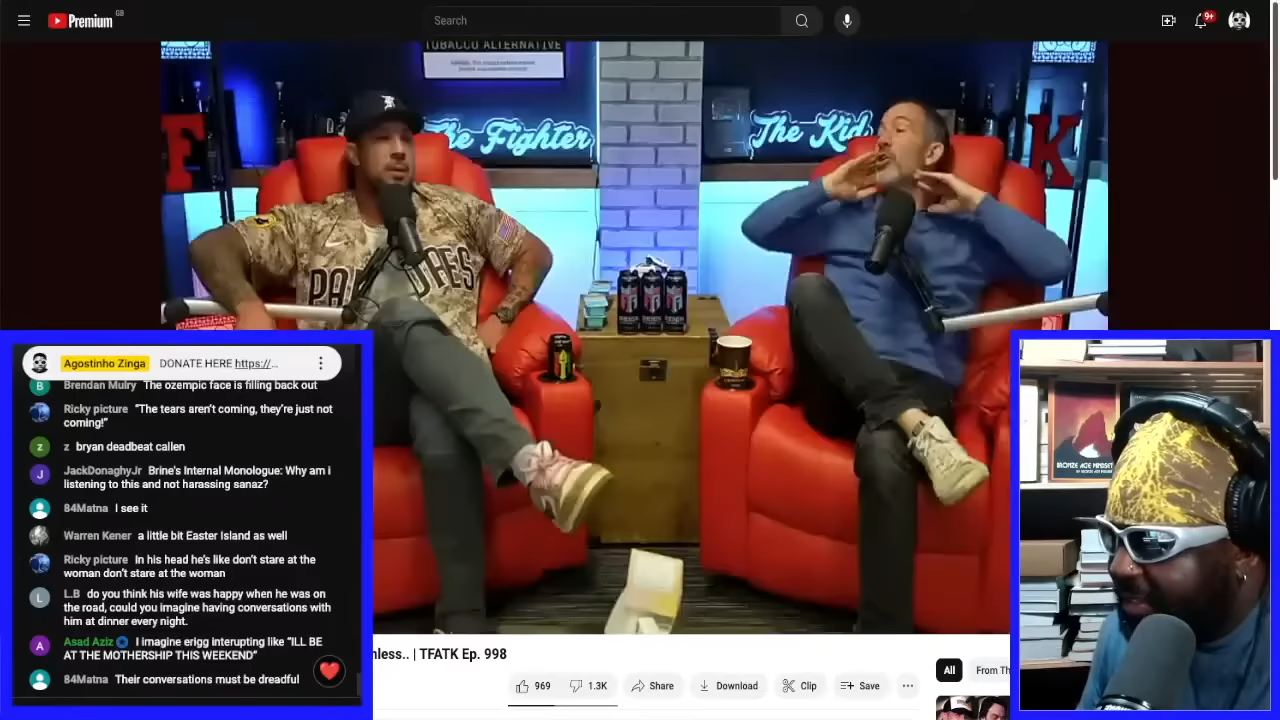 Premium GB
Search
9+
TOBACCO ALTERNATIVE
The Fighter
The Kid
F
K
PADRES
Agostinho Zinga DONATE HERE https://...
Brendan Mulry The ozempic face is filling back out
Ricky picture "The tears aren't coming, they're just not
coming!"
z bryan deadbeat callen
JackDonaghyJr Brine's Internal Monologue: Why am i
listening to this and not harassing sanaz?
84Matna I see it
Warren Kener a little bit Easter Island as well
Ricky picture In his head he's like don't stare at the
woman don't stare at the woman
L.B do you think his wife was happy when he was on
the road, could you imagine having conversations with
him at dinner every night.
Asad Aziz I imagine erigg interupting like "ILL BE
AT THE MOTHERSHIP THIS WEEKEND"
84Matna Their conversations must be dreadful
BRONZE AGE MINDSET
nless.. | TFATK Ep. 998
969
1.3K
Share
Download
Clip
Save
All
From Th